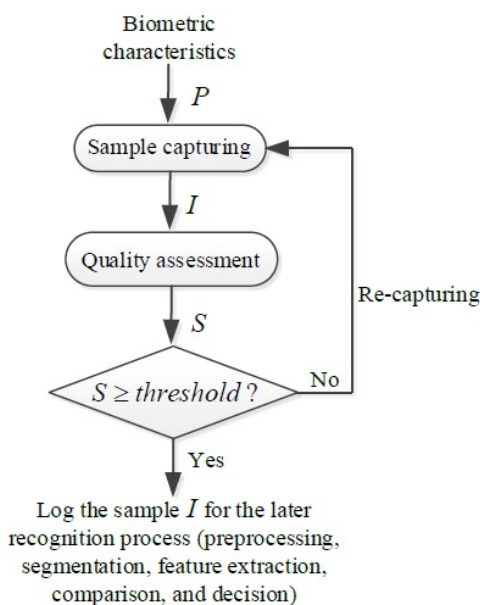 Biometric
characteristics
P
Sample capturing
I
Quality assessment
Re-capturing
S
S ≥ threshold ?
No
Yes
Log the sample I for the later
recognition process (preprocessing,
segmentation, feature extraction,
comparison, and decision)